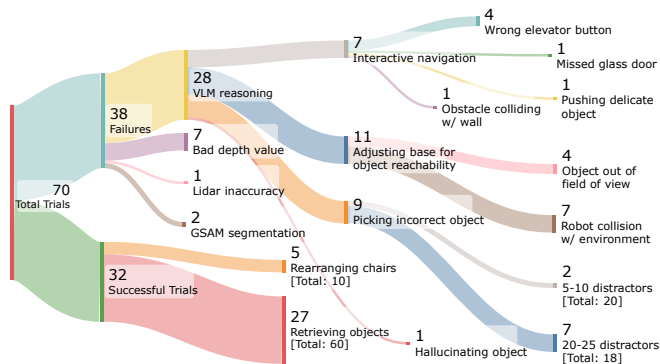 70
Total Trials
38
Failures
32
Successful Trials
28
VLM reasoning
7
Bad depth value
1
Lidar inaccuracy
2
GSAM segmentation
5
Rearranging chairs
[Total: 10]
27
Retrieving objects
[Total: 60]
7
Interactive navigation
11
Adjusting base for
object reachability
9
Picking incorrect object
1
Hallucinating object
4
Wrong elevator button
1
Missed glass door
1
Pushing delicate
object
1
Obstacle colliding
w/ wall
4
Object out of
field of view
7
Robot collision
w/ environment
2
5-10 distractors
[Total: 20]
7
20-25 distractors
[Total: 18]